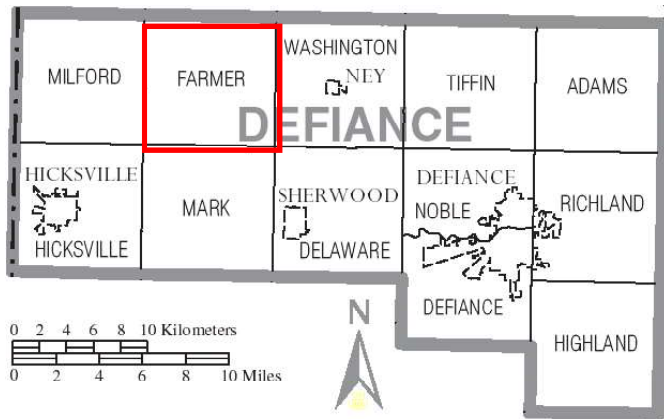 WASHINGTON
MILFORD
FARMER
NEY
TIFFIN
ADAMS
DEFIANCE
HICKSVILLE
SHERWOOD
DEFIANCE
MARK
NOBLE
RICHLAND
HICKSVILLE
DELAWARE
DEFIANCE
HIGHLAND
N
0 2 4 6 8 10 Kilometers
0 2 4 6 8 10 Miles